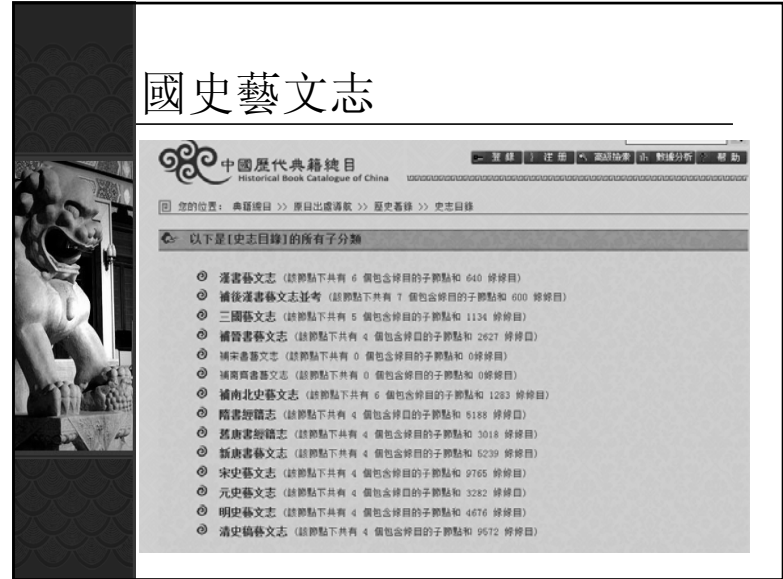 國史藝文志
中國歷代典籍總目
Historical Book Catalogue of China
登錄 注冊 高級檢索 數據分析 幫助
您的位置： 典籍總目 >> 原目出處導航 >> 歷史著錄 >> 史志目錄
以下是[史志目錄]的所有子分類
漢書藝文志（該節點下共有 6 個包含條目的子節點和 640 條條目）
補後漢書藝文志並考（該節點下共有 7 個包含條目的子節點和 600 條條目）
三國藝文志（該節點下共有 5 個包含條目的子節點和 1134 條條目）
補晉書藝文志（該節點下共有 4 個包含條目的子節點和 2627 條條目）
補宋書藝文志（該節點下共有 0 個包含條目的子節點和 0條條目）
補南齊書藝文志（該節點下共有 0 個包含條目的子節點和 0條條目）
補南北史藝文志（該節點下共有 6 個包含條目的子節點和 1283 條條目）
隋書經籍志（該節點下共有 4 個包含條目的子節點和 5188 條條目）
舊唐書經籍志（該節點下共有 4 個包含條目的子節點和 3018 條條目）
新唐書藝文志（該節點下共有 4 個包含條目的子節點和 5239 條條目）
宋史藝文志（該節點下共有 4 個包含條目的子節點和 9765 條條目）
元史藝文志（該節點下共有 4 個包含條目的子節點和 3282 條條目）
明史藝文志（該節點下共有 4 個包含條目的子節點和 4676 條條目）
清史稿藝文志（該節點下共有 4 個包含條目的子節點和 9572 條條目）